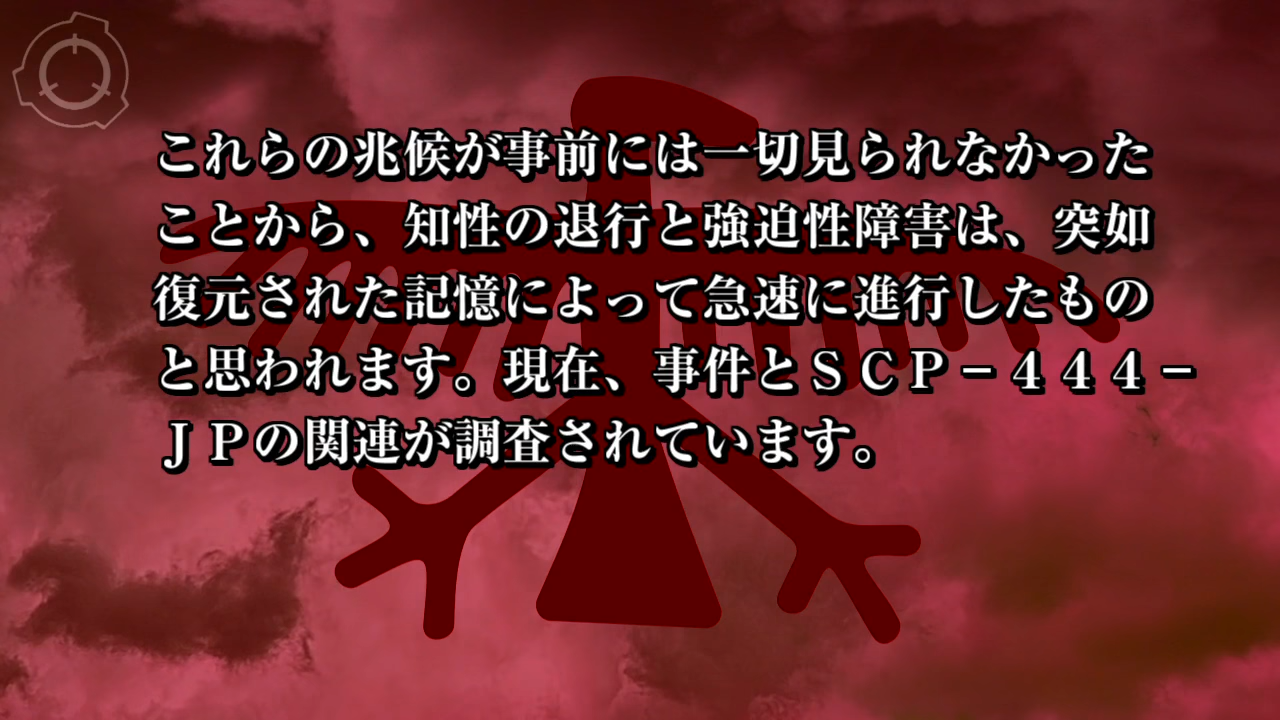 これらの兆候が事前には一切見られなかった
ことから、知性の退行と強迫性障害は、突如
復元された記憶によって急速に進行したもの
と思われます。現在、事件とＳＣＰ－４４４－
ＪＰの関連が調査されています。